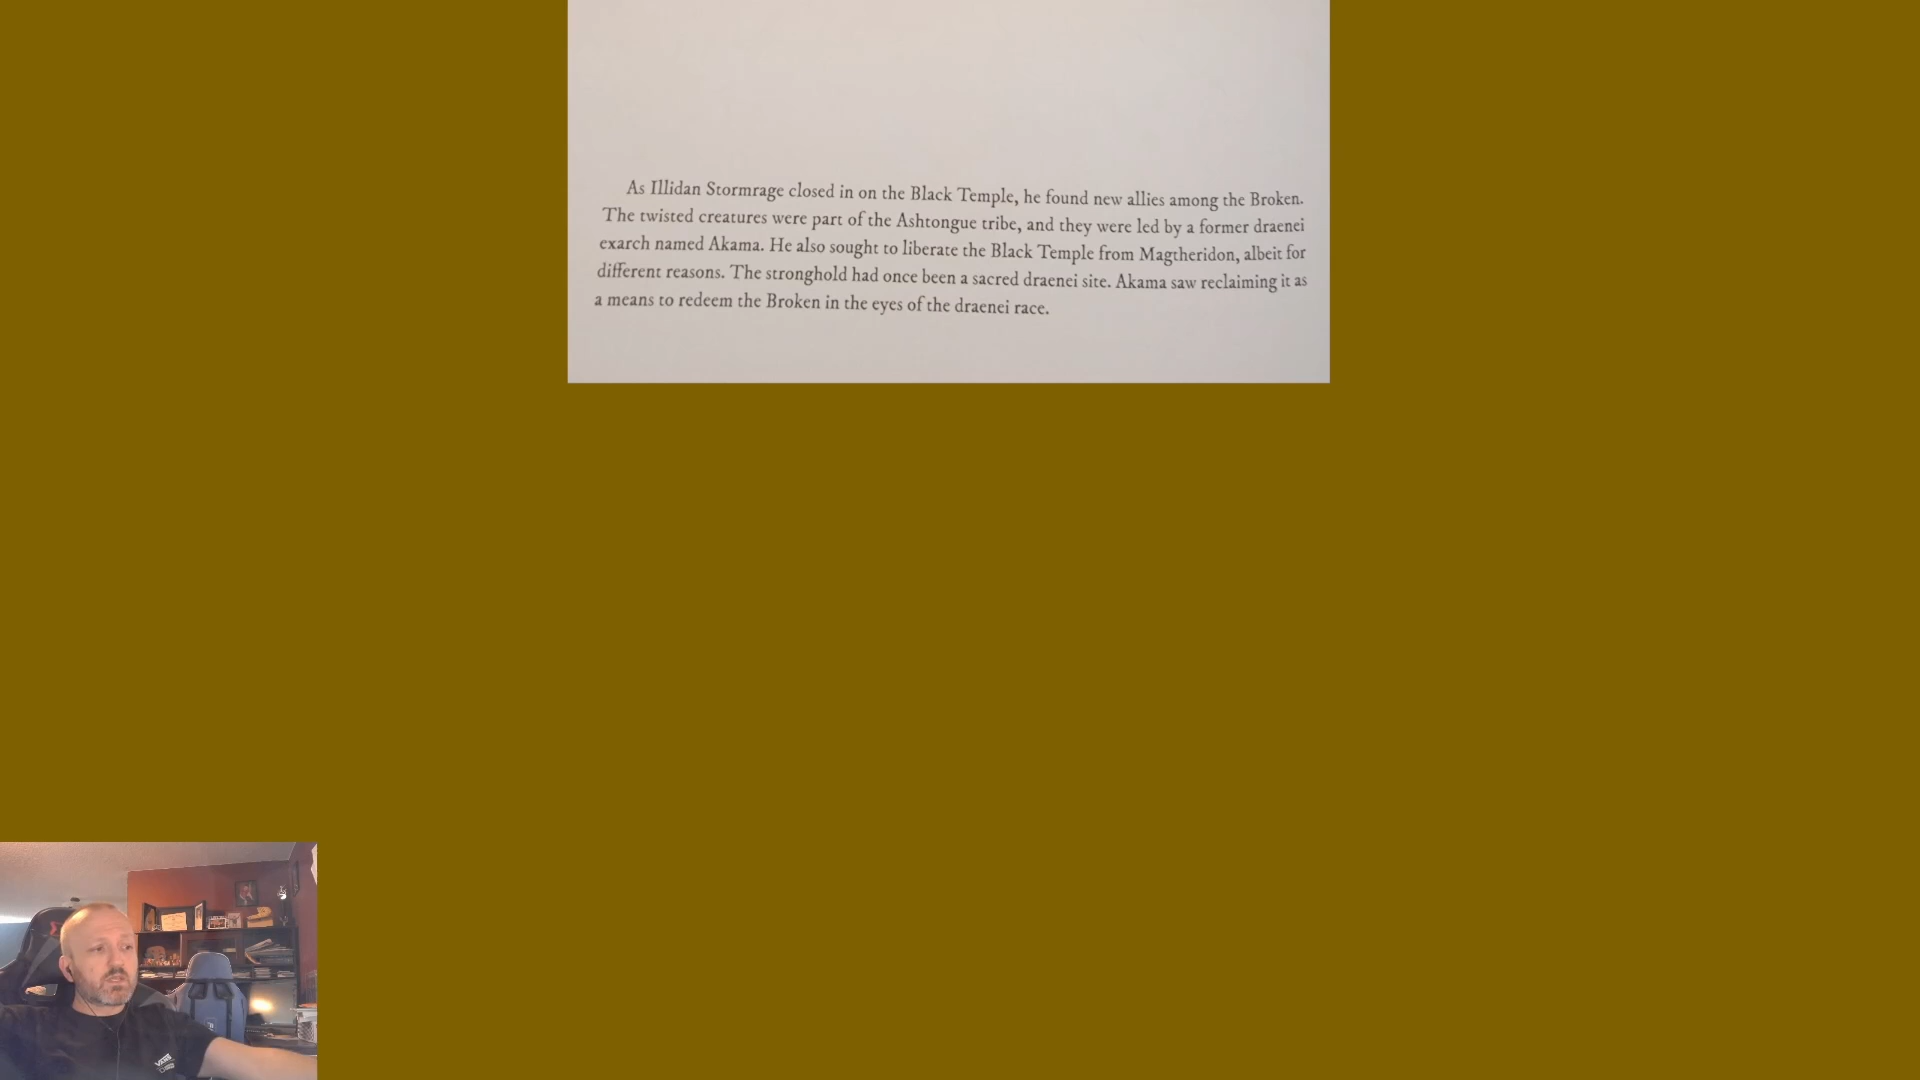 As Illidan Stormrage closed in on the Black Temple, he found new allies among the Broken.
The twisted creatures were part of the Ashtongue tribe, and they were led by a former draenei
exarch named Akama. He also sought to liberate the Black Temple from Magtheridon, albeit for
different reasons. The stronghold had once been a sacred draenei site. Akama saw reclaiming it as
a means to redeem the Broken in the eyes of the draenei race.
VANS